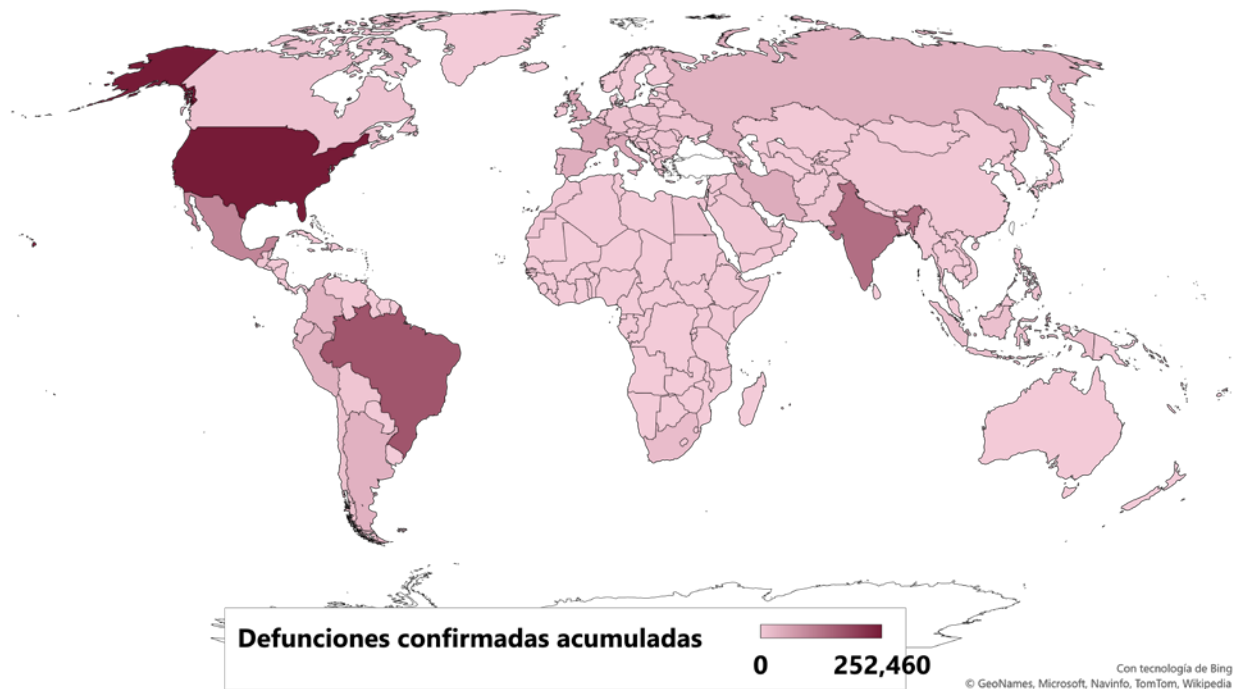 Defunciones confirmadas acumuladas
0 252,460
Con tecnología de Bing
© GeoNames, Microsoft, Navinfo, TomTom, Wikipedia